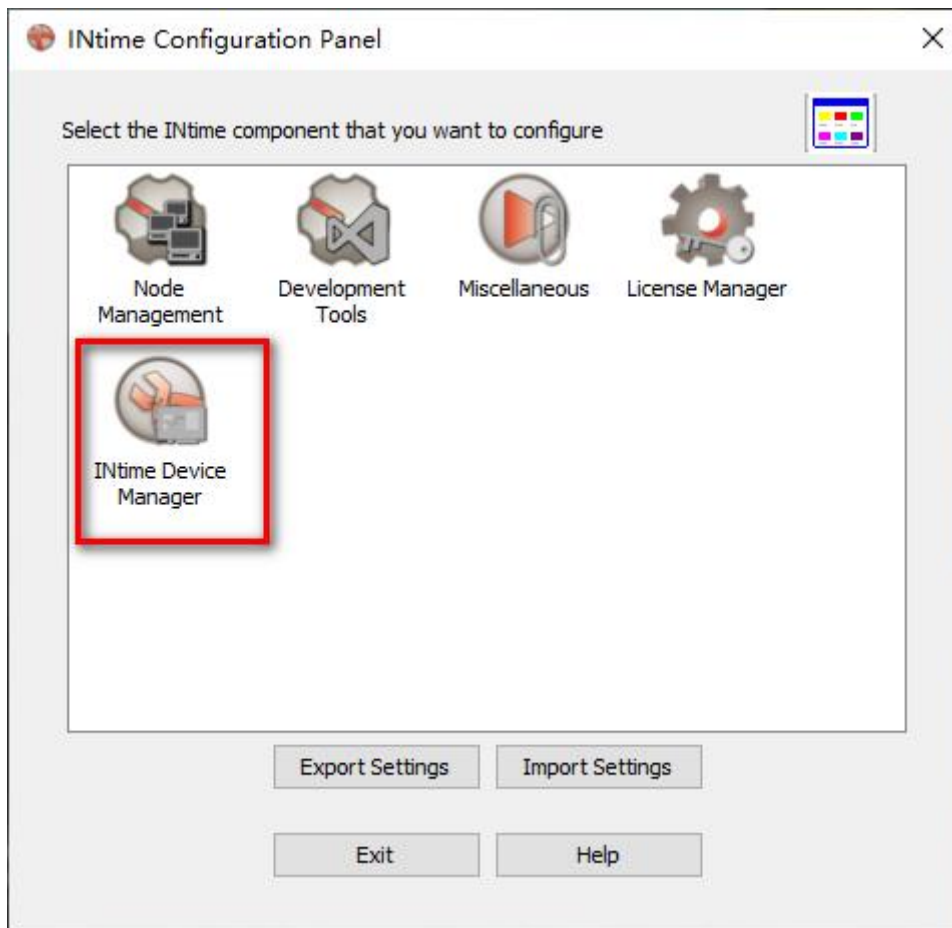 INtime Configuration Panel
Select the INtime component that you want to configure
Node
Management
Development
Tools
Miscellaneous
License Manager
INtime Device
Manager
Export Settings
Import Settings
Exit
Help